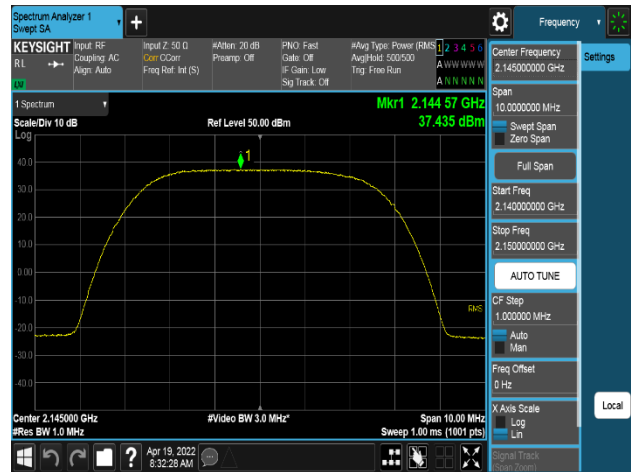 Spectrum Analyzer 1
Swept SA
Frequency
KEYSIGHT
Input: RF
Coupling: AC
Align: Auto
RL
Input Z: 50 Ω
Corr CCorr
Freq Ref: Int (S)
#Atten: 20 dB
Preamp: Off
PNO: Fast
Gate: Off
IF Gain: Low
Sig Track: Off
#Avg Type: Power (RMS
Avg|Hold: 500/500
Trig: Free Run
1 2 3 4 5 6
A W W W W W
A N N N N N
1 Spectrum
Scale/Div 10 dB
Log
Ref Level 50.00 dBm
Mkr1 2.144 57 GHz
37.435 dBm
1
40.0
30.0
20.0
10.0
0.00
-10.0
-20.0
-30.0
-40.0
RMS
Center 2.145000 GHz
#Res BW 1.0 MHz
#Video BW 3.0 MHz*
Span 10.00 MHz
Sweep 1.00 ms (1001 pts)
Center Frequency
2.145000000 GHz
Settings
Span
10.0000000 MHz
Swept Span
Zero Span
Full Span
Start Freq
2.140000000 GHz
Stop Freq
2.150000000 GHz
AUTO TUNE
CF Step
1.000000 MHz
Auto
Man
Freq Offset
0 Hz
X Axis Scale
Log
Lin
Local
Signal Track
(Span Zoom)
?
Apr 19, 2022
8:32:28 AM